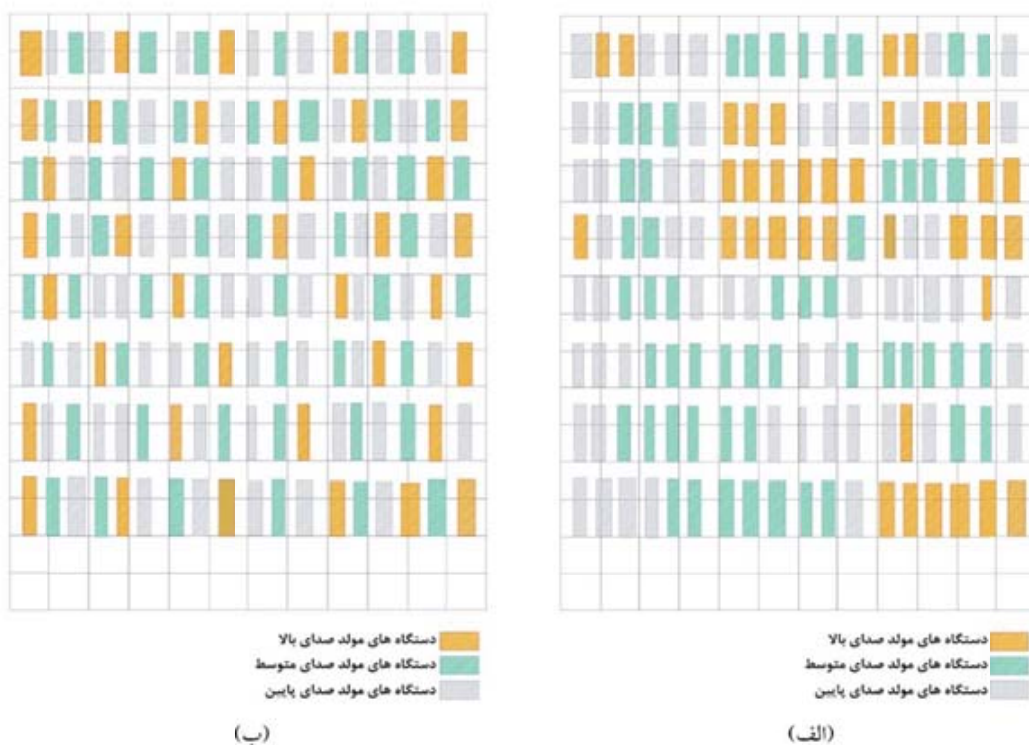 دستگاه های مولد صدای بالا
دستگاه های مولد صدای متوسط
دستگاه های مولد صدای پایین
(الف)
دستگاه های مولد صدای بالا
دستگاه های مولد صدای متوسط
دستگاه های مولد صدای پایین
(ب)